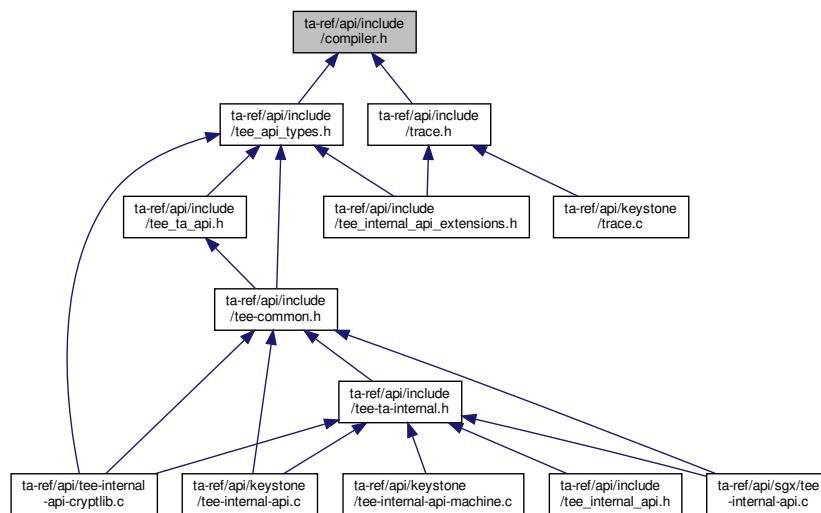 ta-ref/api/include
/compiler.h
ta-ref/api/include
/tee_api_types.h
ta-ref/api/include
/trace.h
ta-ref/api/include
/tee_ta_api.h
ta-ref/api/include
/tee_internal_api_extensions.h
ta-ref/api/keystone
/trace.c
ta-ref/api/include
/tee-common.h
ta-ref/api/include
/tee-ta-internal.h
ta-ref/api/tee-internal
-api-cryptlib.c
ta-ref/api/keystone
/tee-internal-api.c
ta-ref/api/keystone
/tee-internal-api-machine.c
ta-ref/api/include
/tee_internal_api.h
ta-ref/api/sgx/tee
-internal-api.c